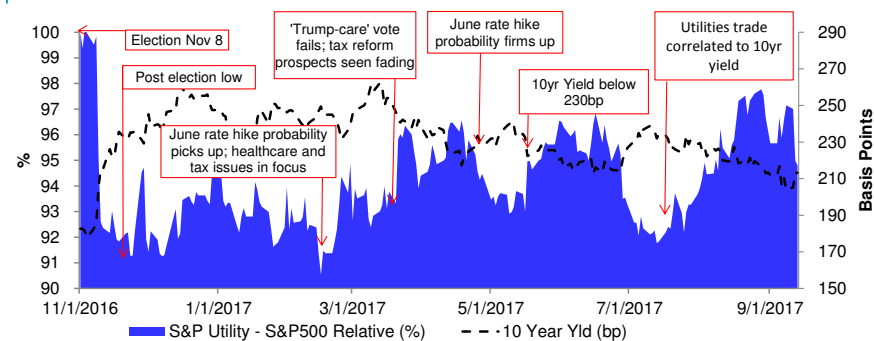 'Trump-care' vote
fails; tax reform
prospects seen fading
June rate hike
probability firms up
Utilities trade
correlated to 10yr
yield
Election Nov 8
Post election low
10yr Yield below
230bp
June rate hike probability
picks up; healthcare and
tax issues in focus
100
99
98
97
96
95
94
93
92
91
90
%
290
270
250
230
210
190
170
150
Basis Points
11/1/2016
1/1/2017
3/1/2017
5/1/2017
7/1/2017
9/1/2017
S&P Utility - S&P500 Relative (%)
10 Year Yld (bp)